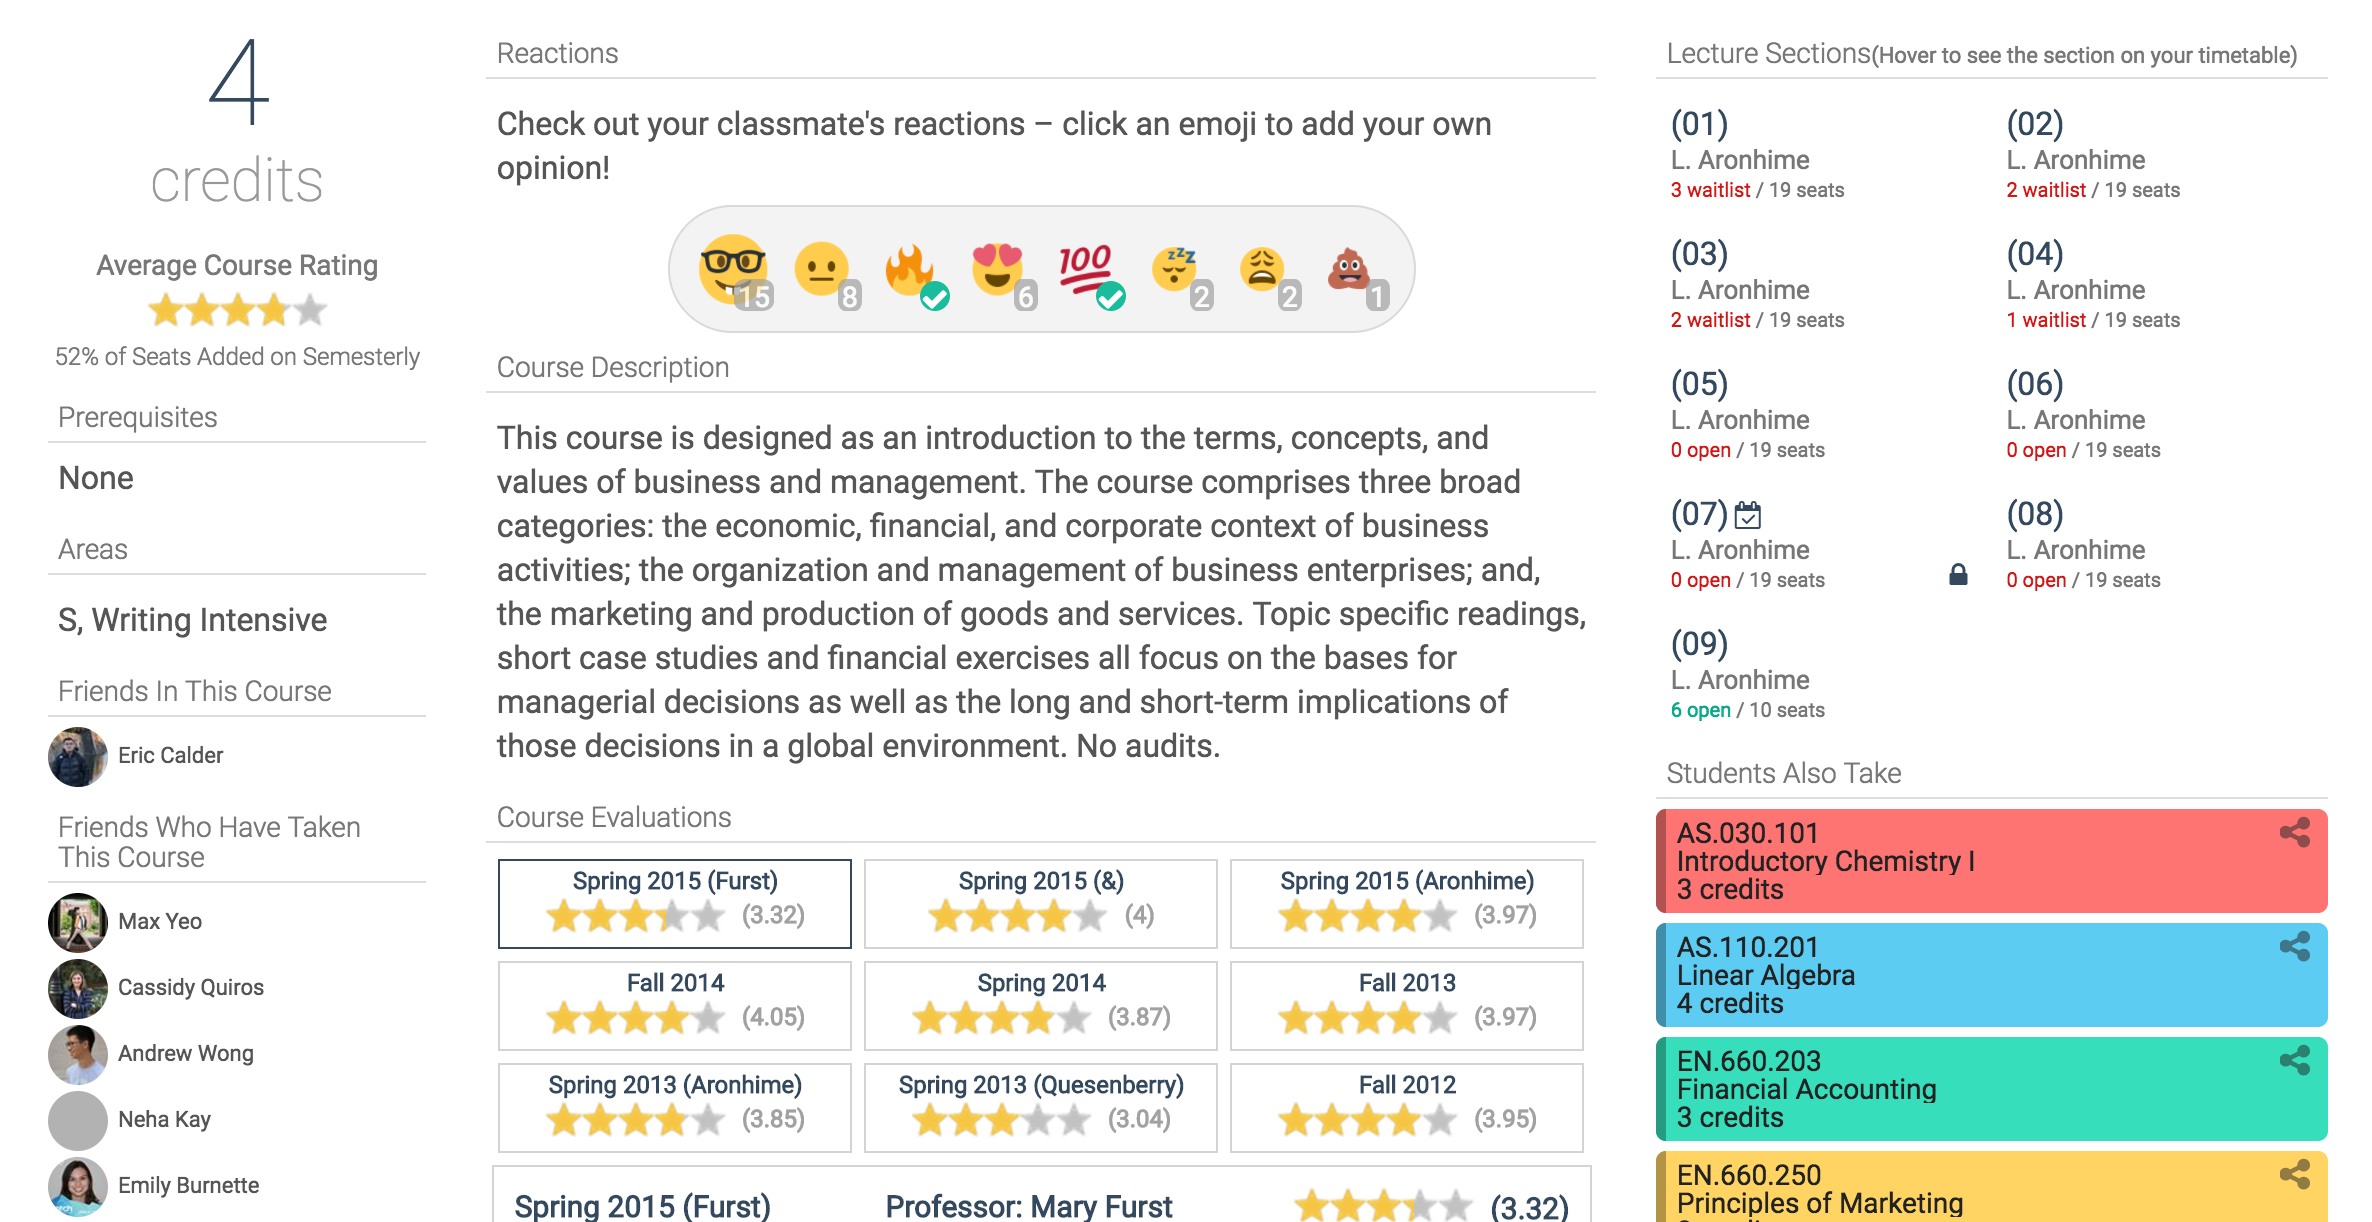 4
credits
Average Course Rating
52% of Seats Added on Semesterly
Prerequisites
None
Areas
S, Writing Intensive
Friends In This Course
Eric Calder
Friends Who Have Taken
This Course
Max Yeo
Cassidy Quiros
Andrew Wong
Neha Kay
Emily Burnette
Reactions
Check out your classmate's reactions – click an emoji to add your own
opinion!
15 8 6 100 2 2 1
Course Description
This course is designed as an introduction to the terms, concepts, and
values of business and management. The course comprises three broad
categories: the economic, financial, and corporate context of business
activities; the organization and management of business enterprises; and,
the marketing and production of goods and services. Topic specific readings,
short case studies and financial exercises all focus on the bases for
managerial decisions as well as the long and short-term implications of
those decisions in a global environment. No audits.
Course Evaluations
Spring 2015 (Furst)
(3.32)
Spring 2015 (&)
(4)
Spring 2015 (Aronhime)
(3.97)
Fall 2014
(4.05)
Spring 2014
(3.87)
Fall 2013
(3.97)
Spring 2013 (Aronhime)
(3.85)
Spring 2013 (Quesenberry)
(3.04)
Fall 2012
(3.95)
Spring 2015 (Furst) Professor: Mary Furst (3.32)
Lecture Sections(Hover to see the section on your timetable)
(01)
L. Aronhime
3 waitlist / 19 seats
(02)
L. Aronhime
2 waitlist / 19 seats
(03)
L. Aronhime
2 waitlist / 19 seats
(04)
L. Aronhime
1 waitlist / 19 seats
(05)
L. Aronhime
0 open / 19 seats
(06)
L. Aronhime
0 open / 19 seats
(07)
L. Aronhime
0 open / 19 seats
(08)
L. Aronhime
0 open / 19 seats
(09)
L. Aronhime
6 open / 10 seats
Students Also Take
AS.030.101
Introductory Chemistry I
3 credits
AS.110.201
Linear Algebra
4 credits
EN.660.203
Financial Accounting
3 credits
EN.660.250
Principles of Marketing